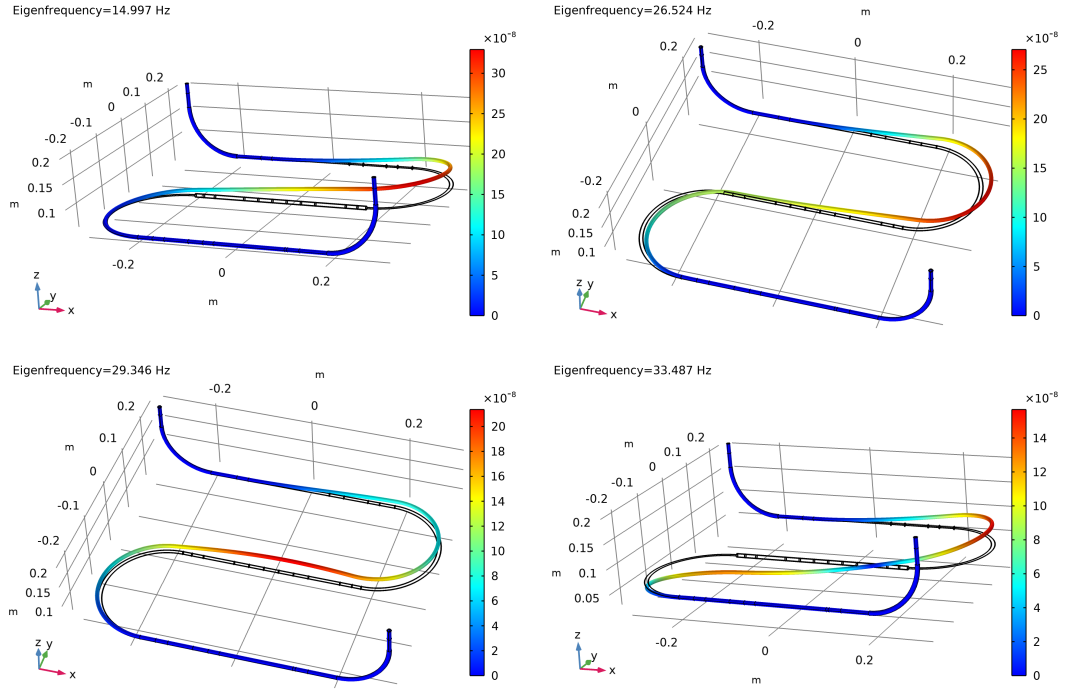 Eigenfrequency=14.997 Hz
×10⁻⁸
m
0.2
0.1
0
-0.1
-0.2
0.2
0.15
0.1
m
-0.2
0
0.2
m
z
y
x
30
25
20
15
10
5
0
Eigenfrequency=26.524 Hz
m
×10⁻⁸
-0.2
0
0.2
0.2
m
0
-0.2
0.2
0.15
0.1
m
z
y
x
25
20
15
10
5
0
Eigenfrequency=29.346 Hz
m
×10⁻⁸
-0.2
0
0.2
0.2
0.1
m
0
-0.1
-0.2
0.2
0.15
0.1
m
z
y
x
20
18
16
14
12
10
8
6
4
2
0
Eigenfrequency=33.487 Hz
×10⁻⁸
m
0.2
0
-0.1
-0.2
0.2
0.15
0.1
0.05
m
-0.2
0
0.2
m
z
y
x
14
12
10
8
6
4
2
0